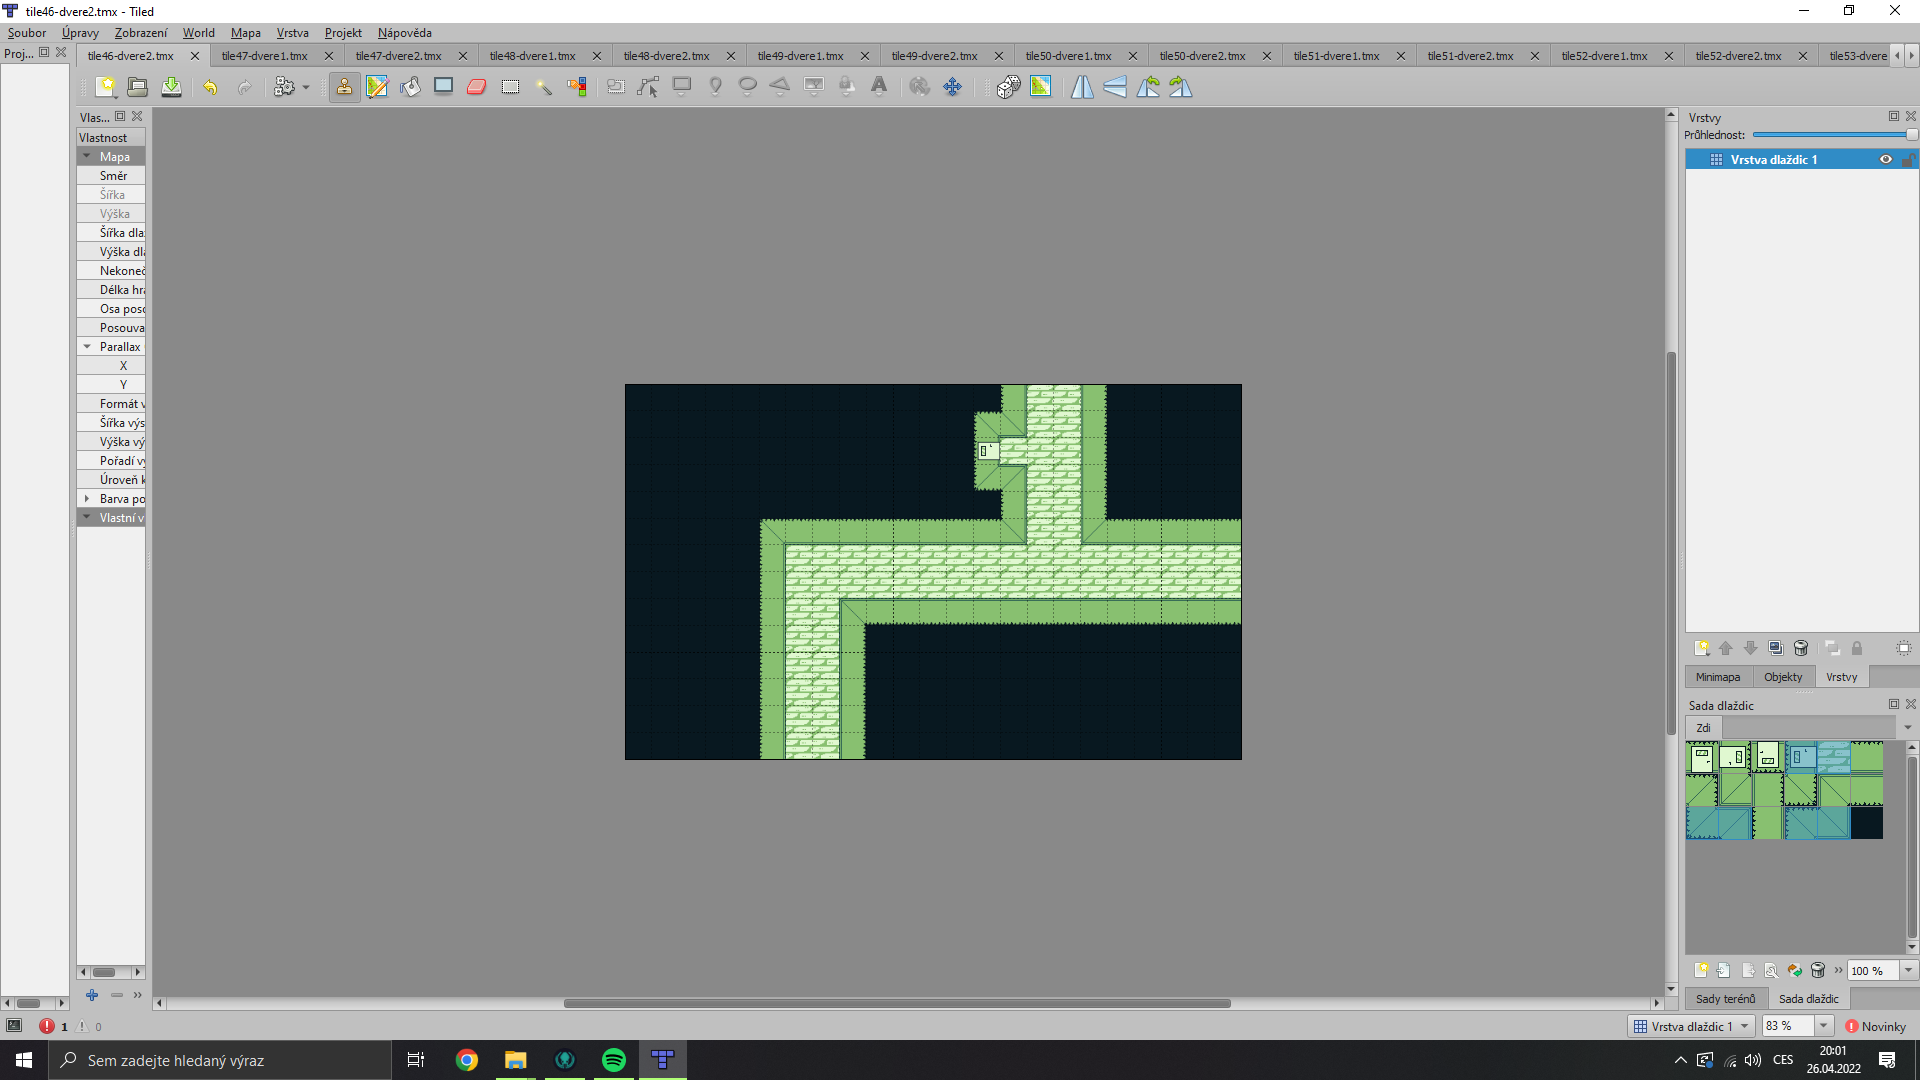 tile46-dvere2.tmx - Tiled
Soubor Úpravy Zobrazení World Mapa Vrstva Projekt Nápověda
Proj...
tile46-dvere2.tmx tile47-dvere1.tmx tile47-dvere2.tmx tile48-dvere1.tmx tile48-dvere2.tmx tile49-dvere1.tmx tile49-dvere2.tmx tile50-dvere1.tmx tile50-dvere2.tmx tile51-dvere1.tmx tile51-dvere2.tmx tile52-dvere1.tmx tile52-dvere2.tmx tile53-dvere
Vlas...
Vlastnost
Mapa
Směr
Šířka
Výška
Šířka dla
Výška dl
Nekoneč
Délka hr
Osa poso
Posouva
Parallax
X
Y
Formát v
Šířka výs
Výška vý
Pořadí v
Úroveň k
Barva po
Vlastní v
Vrstvy
Průhlednost:
Vrstva dlaždic 1
Minimapa Objekty Vrstvy
Sada dlaždic
Zdi
100 %
Sady terénů Sada dlaždic
1 0
Vrstva dlaždic 1 83 % Novinky
Sem zadejte hledaný výraz
CES
20:01
26.04.2022